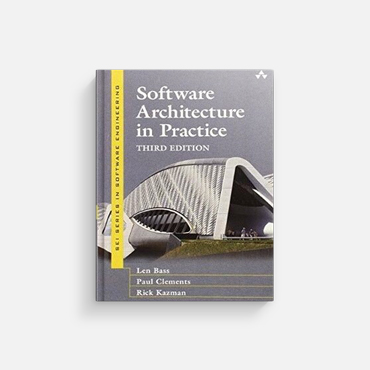 Software
Architecture
in Practice
THIRD EDITION
SEI SERIES IN SOFTWARE ENGINEERING
Len Bass
Paul Clements
Rick Kazman